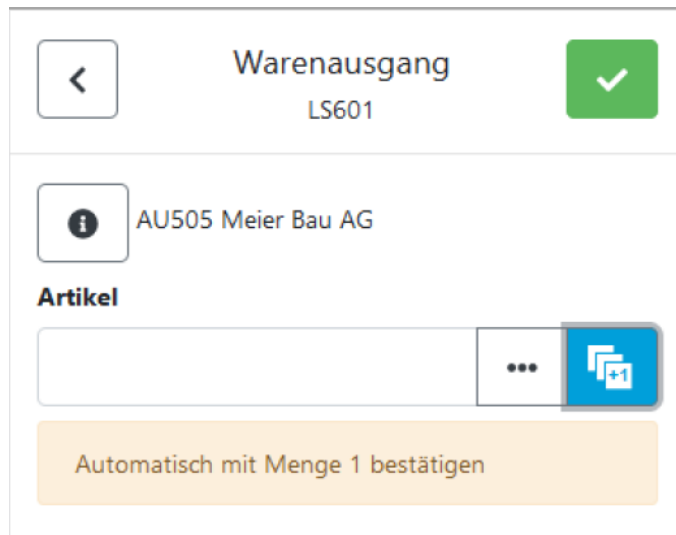 Warenausgang
LS601
AU505 Meier Bau AG
Artikel
+1
Automatisch mit Menge 1 bestätigen